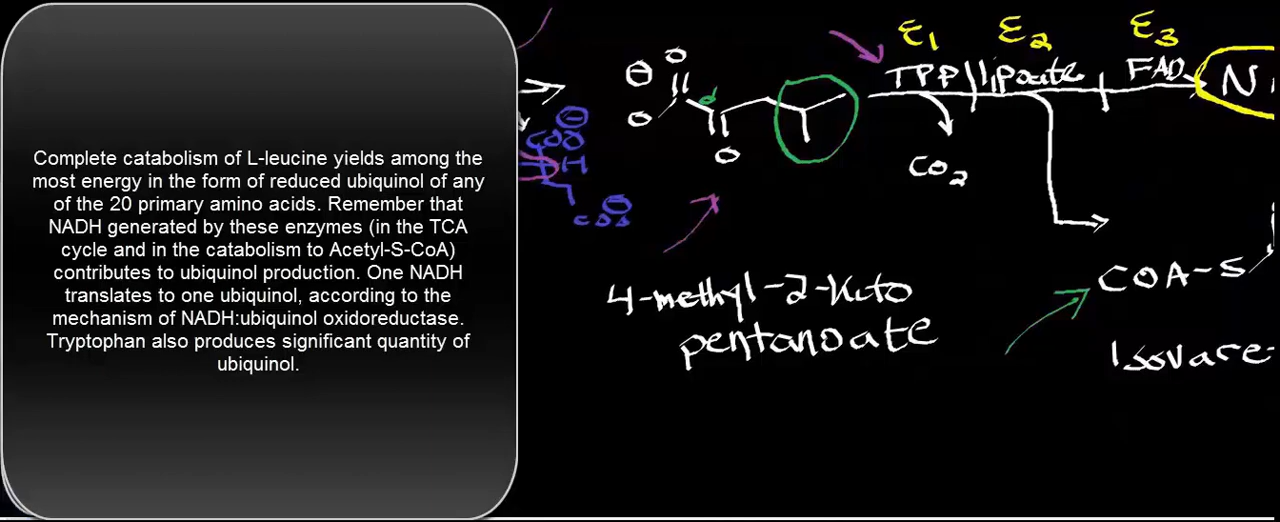 Complete catabolism of L-leucine yields among the
most energy in the form of reduced ubiquinol of any
of the 20 primary amino acids. Remember that
NADH generated by these enzymes (in the TCA
cycle and in the catabolism to Acetyl-S-CoA)
contributes to ubiquinol production. One NADH
translates to one ubiquinol, according to the
mechanism of NADH:ubiquinol oxidoreductase.
Tryptophan also produces significant quantity of
ubiquinol.
E1 E2 E3
TPP lipoate FAD N
O
O
O
COO
H
CO2
COA-S
4-methyl-2-Keto
pentanoate
Isovare